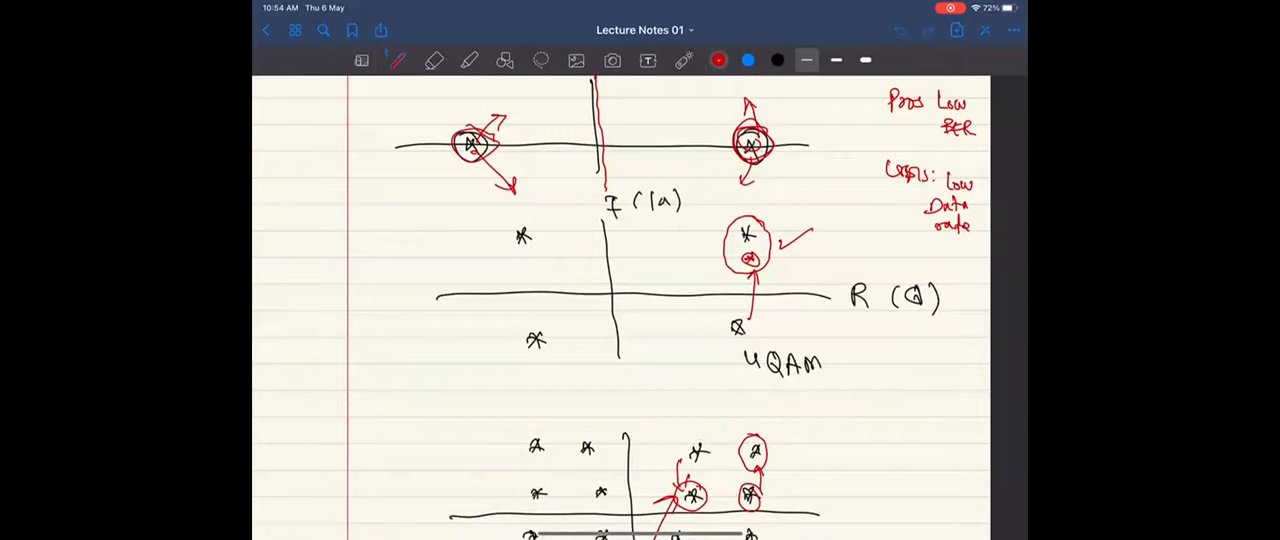 10:54 AM Thu 6 May
72%
Lecture Notes 01
T
Pros Low
BER
Cons: Low
Data
rate
R (Q)
4QAM